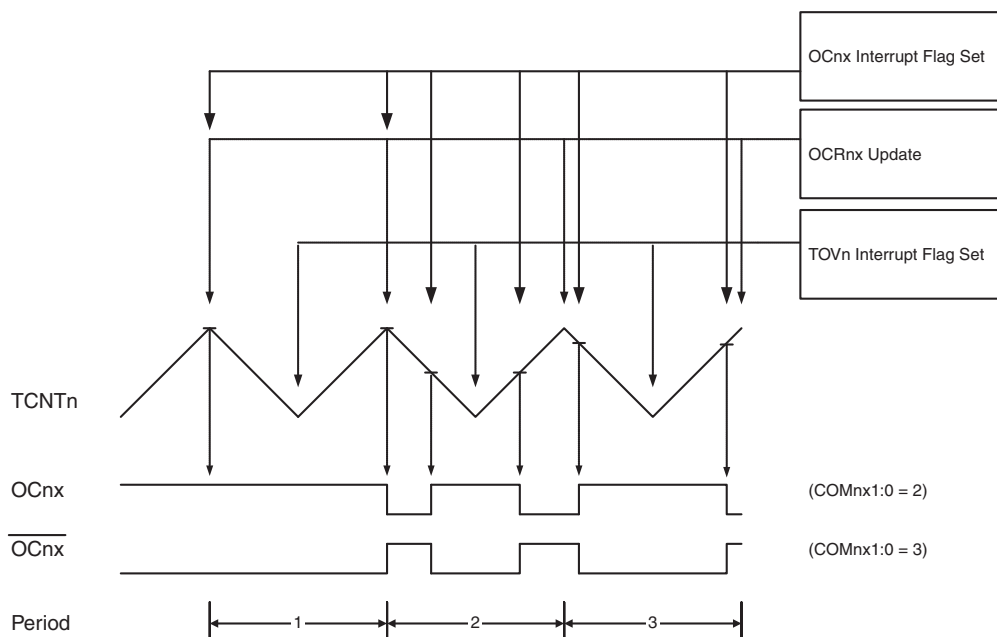 OCnx Interrupt Flag Set
OCRnx Update
TOVn Interrupt Flag Set
TCNTn
OCnx
(COMnx1:0 = 2)
OCnx
(COMnx1:0 = 3)
Period
1
2
3